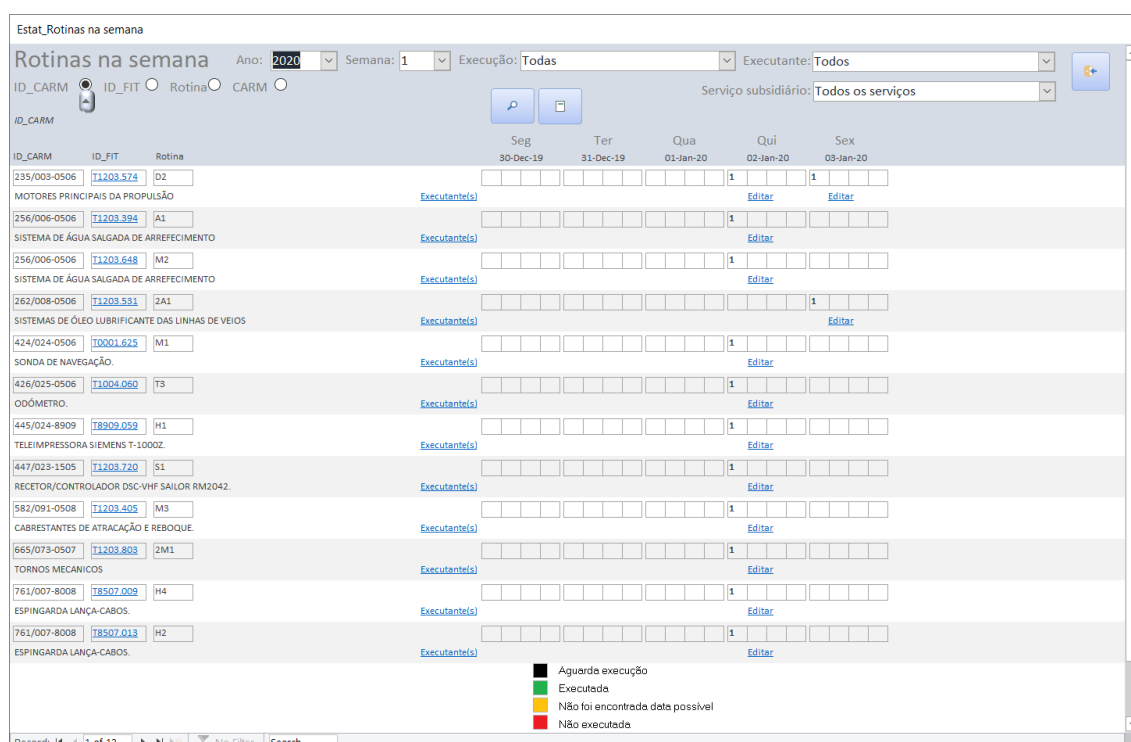 Estat_Rotinas na semana
Rotinas na semana Ano: 2020 Semana: 1 Execução: Todas Executante: Todos
ID_CARM ID_FIT Rotina CARM Serviço subsidiário: Todos os serviços
ID_CARM
Seg Ter Qua Qui Sex
ID_CARM ID_FIT Rotina 30-Dec-19 31-Dec-19 01-Jan-20 02-Jan-20 03-Jan-20
235/003-0506 T1203.574 D2 1 1
MOTORES PRINCIPAIS DA PROPULSÃO Executante(s) Editar Editar
256/006-0506 T1203.394 A1 1
SISTEMA DE ÁGUA SALGADA DE ARREFECIMENTO Executante(s) Editar
256/006-0506 T1203.648 M2 1
SISTEMA DE ÁGUA SALGADA DE ARREFECIMENTO Executante(s) Editar
262/008-0506 T1203.531 2A1 1
SISTEMAS DE ÓLEO LUBRIFICANTE DAS LINHAS DE VEIOS Executante(s) Editar
424/024-0506 T0001.625 M1 1
SONDA DE NAVEGAÇÃO. Executante(s) Editar
426/025-0506 T1004.060 T3 1
ODÓMETRO. Executante(s) Editar
445/024-8909 T8909.059 H1 1
TELEIMPRESSORA SIEMENS T-1000Z. Executante(s) Editar
447/023-1505 T1203.720 S1 1
RECETOR/CONTROLADOR DSC-VHF SAILOR RM2042. Executante(s) Editar
582/091-0508 T1203.405 M3 1
CABRESTANTES DE ATRACAÇÃO E REBOQUE. Executante(s) Editar
665/073-0507 T1203.803 2M1 1
TORNOS MECANICOS Executante(s) Editar
761/007-8008 T8507.009 H4 1
ESPINGARDA LANÇA-CABOS. Executante(s) Editar
761/007-8008 T8507.013 H2 1
ESPINGARDA LANÇA-CABOS. Executante(s) Editar
Aguarda execução
Executada
Não foi encontrada data possível
Não executada
Record: 1 of 12 No Filter Search